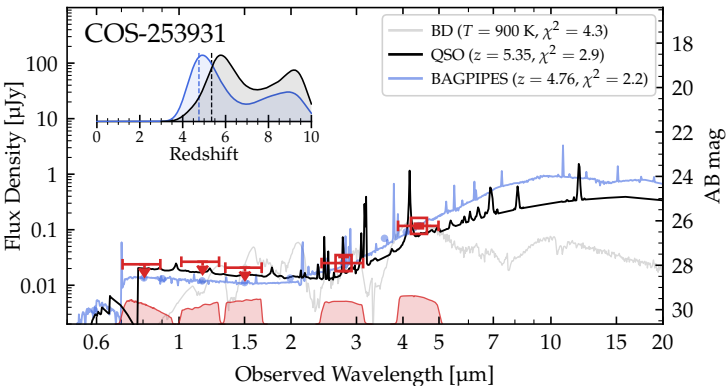 COS-253931
BD (T = 900 K, χ² = 4.3)
QSO (z = 5.35, χ² = 2.9)
BAGPIPES (z = 4.76, χ² = 2.2)
0 2 4 6 8 10
Redshift
100
10
1
0.1
0.01
Flux Density [μJy]
18
20
22
24
26
28
30
AB mag
0.6 1 1.5 2 3 4 5 7 10 15 20
Observed Wavelength [μm]